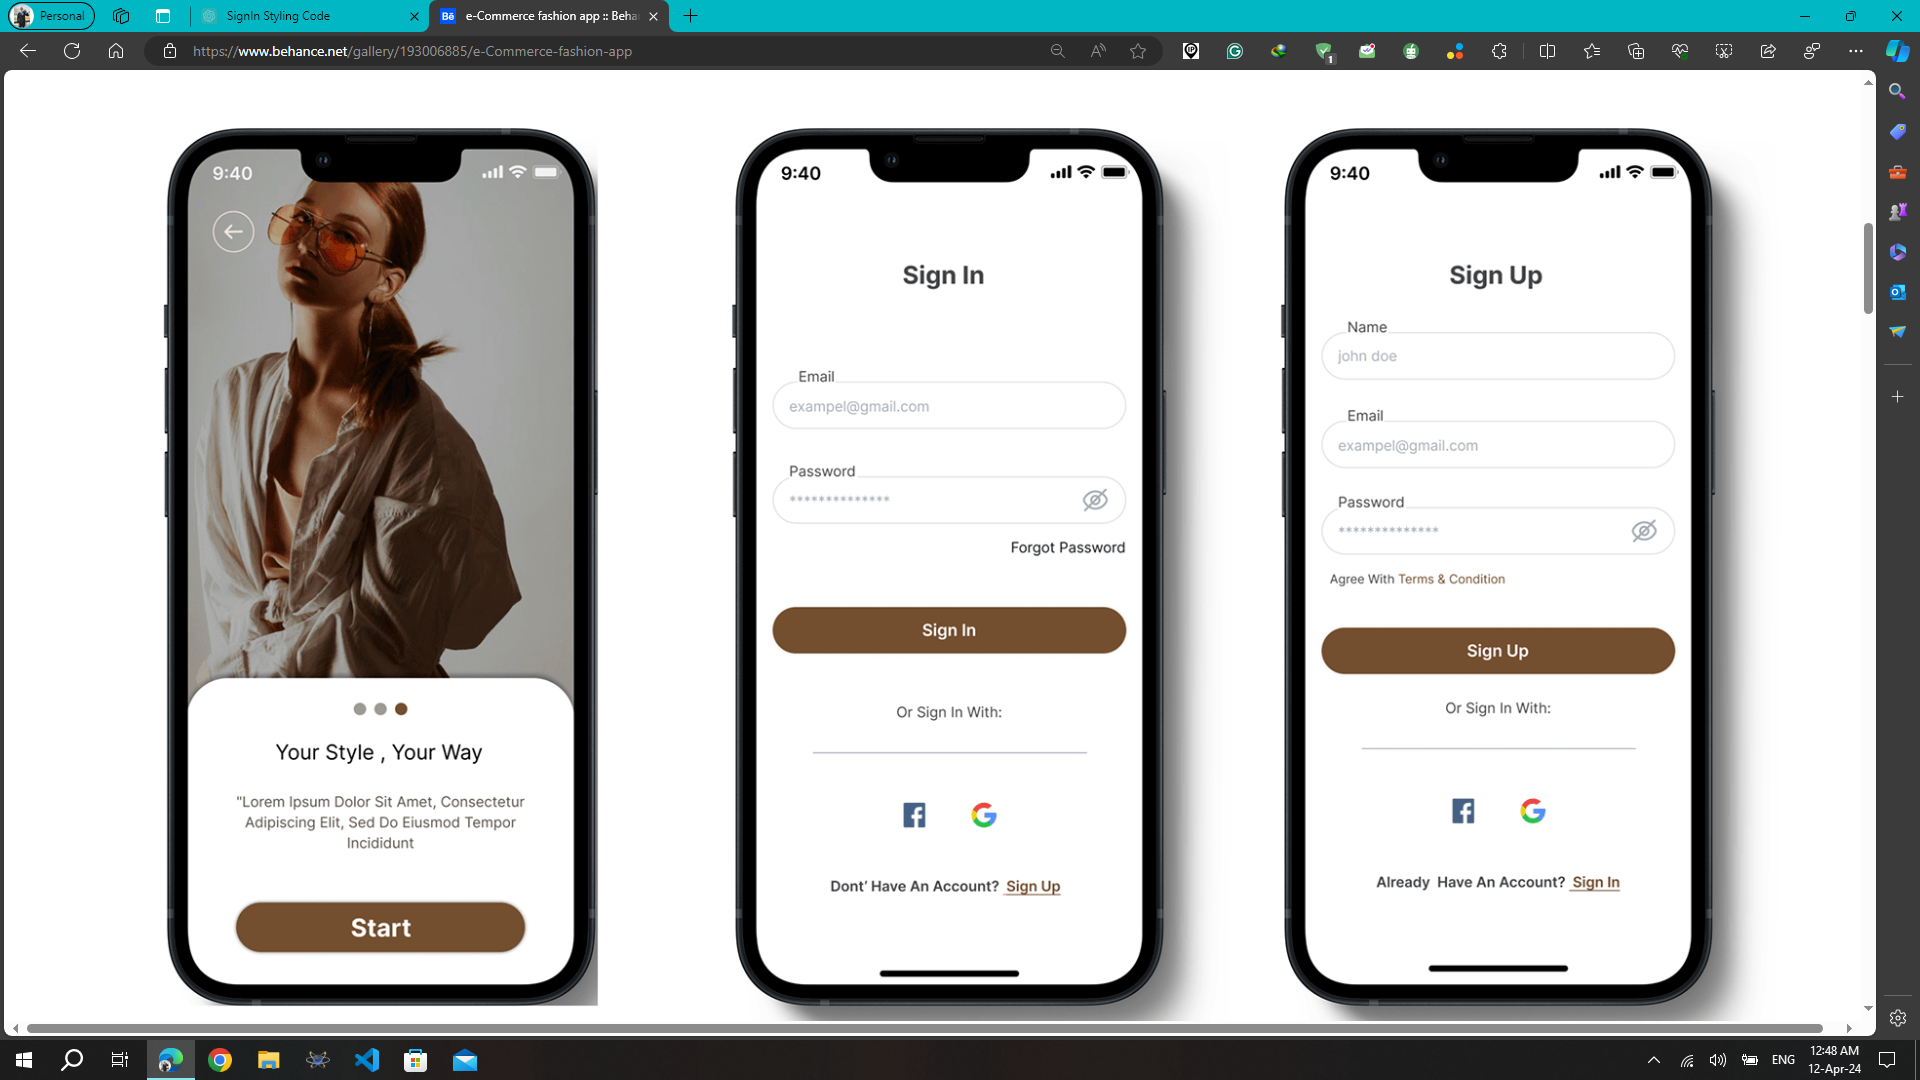 Personal
SignIn Styling Code
Bē
e-Commerce fashion app :: Beha
https://www.behance.net/gallery/193006885/e-Commerce-fashion-app
1
9:40
Your Style , Your Way
"Lorem Ipsum Dolor Sit Amet, Consectetur
Adipiscing Elit, Sed Do Eiusmod Tempor
Incididunt
Start
9:40
Sign In
Email
exampel@gmail.com
Password
**************
Forgot Password
Sign In
Or Sign In With:
Dont' Have An Account? Sign Up
9:40
Sign Up
Name
john doe
Email
exampel@gmail.com
Password
**************
Agree With Terms & Condition
Sign Up
Or Sign In With:
Already Have An Account? Sign In
ENG
12:48 AM
12-Apr-24